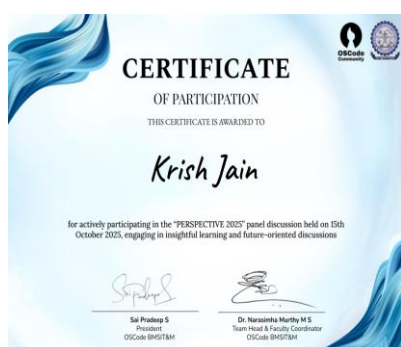 OSCode
Community
CERTIFICATE
OF PARTICIPATION
THIS CERTIFICATE IS AWARDED TO
Krish Jain
for actively participating in the “PERSPECTIVE 2025” panel discussion held on 15th
October 2025, engaging in insightful learning and future-oriented discussions
Sai Pradeep S
Sai Pradeep S
President
OSCode BMSIT&M
Dr. Narasimha Murthy M S
Team Head & Faculty Coordinator
OSCode BMSIT&M